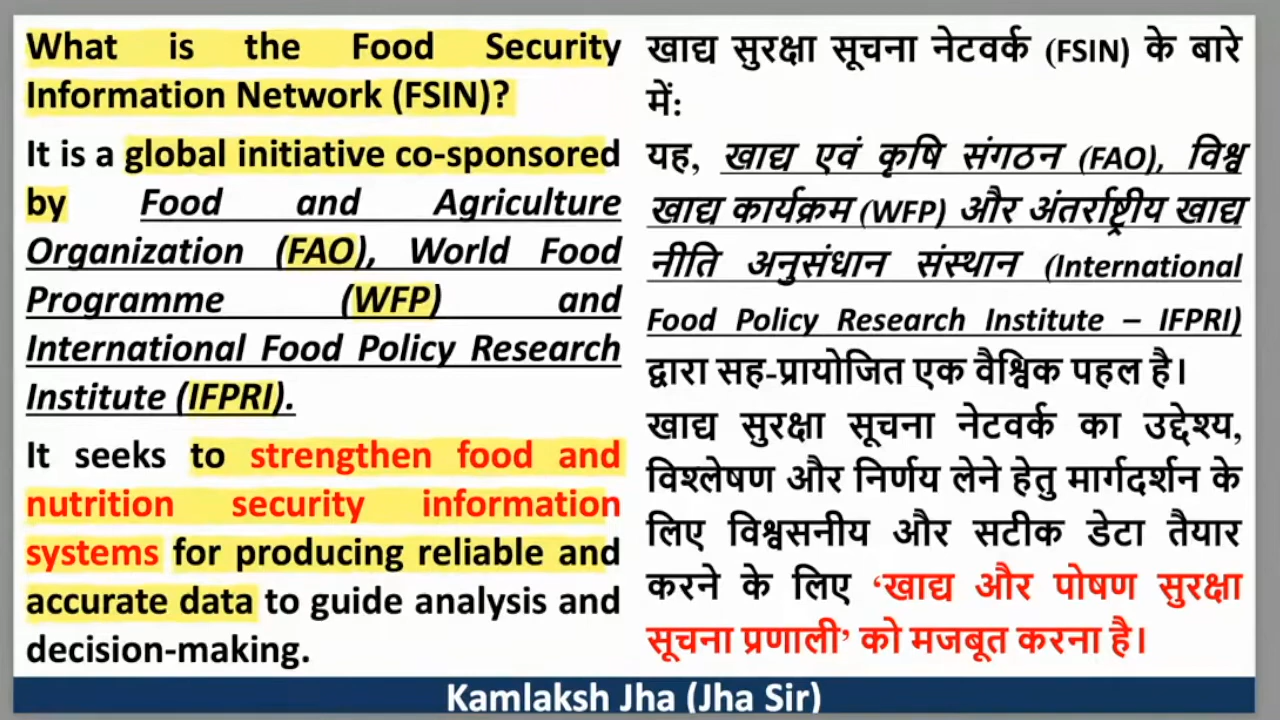 What is the Food Security
Information Network (FSIN)?
It is a global initiative co-sponsored
by Food and Agriculture
Organization (FAO), World Food
Programme (WFP) and
International Food Policy Research
Institute (IFPRI).
It seeks to strengthen food and
nutrition security information
systems for producing reliable and
accurate data to guide analysis and
decision-making.
खाद्य सुरक्षा सूचना नेटवर्क (FSIN) के बारे
में:
यह, खाद्य एवं कृषि संगठन (FAO), विश्व
खाद्य कार्यक्रम (WFP) और अंतर्राष्ट्रीय खाद्य
नीति अनुसंधान संस्थान (International
Food Policy Research Institute – IFPRI)
द्वारा सह-प्रायोजित एक वैश्विक पहल है।
खाद्य सुरक्षा सूचना नेटवर्क का उद्देश्य,
विश्लेषण और निर्णय लेने हेतु मार्गदर्शन के
लिए विश्वसनीय और सटीक डेटा तैयार
करने के लिए ‘खाद्य और पोषण सुरक्षा
सूचना प्रणाली’ को मजबूत करना है।
Kamlaksh Jha (Jha Sir)